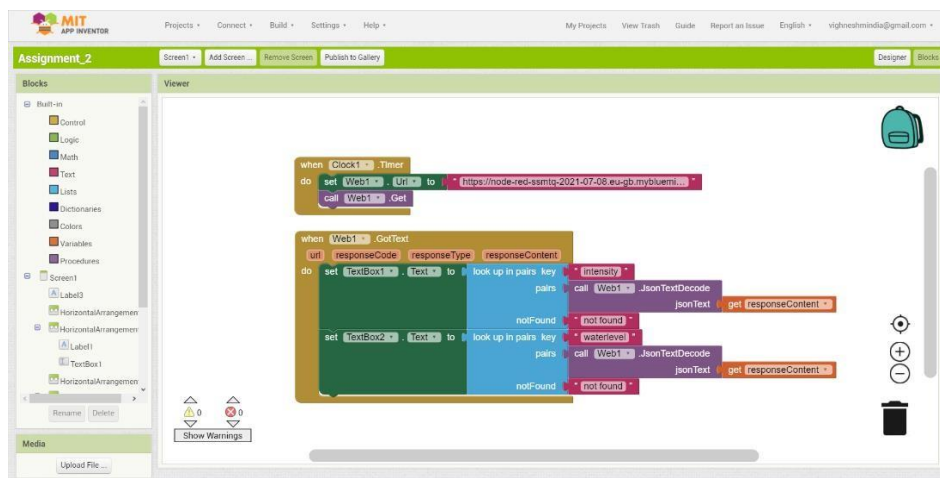 MIT
APP INVENTOR
Projects Connect Build Settings Help My Projects View Trash Guide Report an Issue English vighneshmindia@gmail.com
Assignment_2 Screen1 Add Screen ... Remove Screen Publish to Gallery Designer Blocks
Blocks Viewer
Built-in
Control
Logic
Math
Text
Lists
Dictionaries
Colors
Variables
Procedures
Screen1
Label3
HorizontalArrangemen
HorizontalArrangemen
Label1
TextBox1
HorizontalArrangemen
Rename Delete
Media
Upload File ...
when Clock1 .Timer
do set Web1 . Url to " https://node-red-ssmtq-2021-07-08.eu-gb.mybluemi... "
call Web1 .Get
when Web1 .GotText
url responseCode responseType responseContent
do set TextBox1 . Text to look up in pairs key " intensity "
pairs call Web1 .JsonTextDecode
jsonText get responseContent
notFound " not found "
set TextBox2 . Text to look up in pairs key " waterlevel "
pairs call Web1 .JsonTextDecode
jsonText get responseContent
notFound " not found "
0 0
Show Warnings